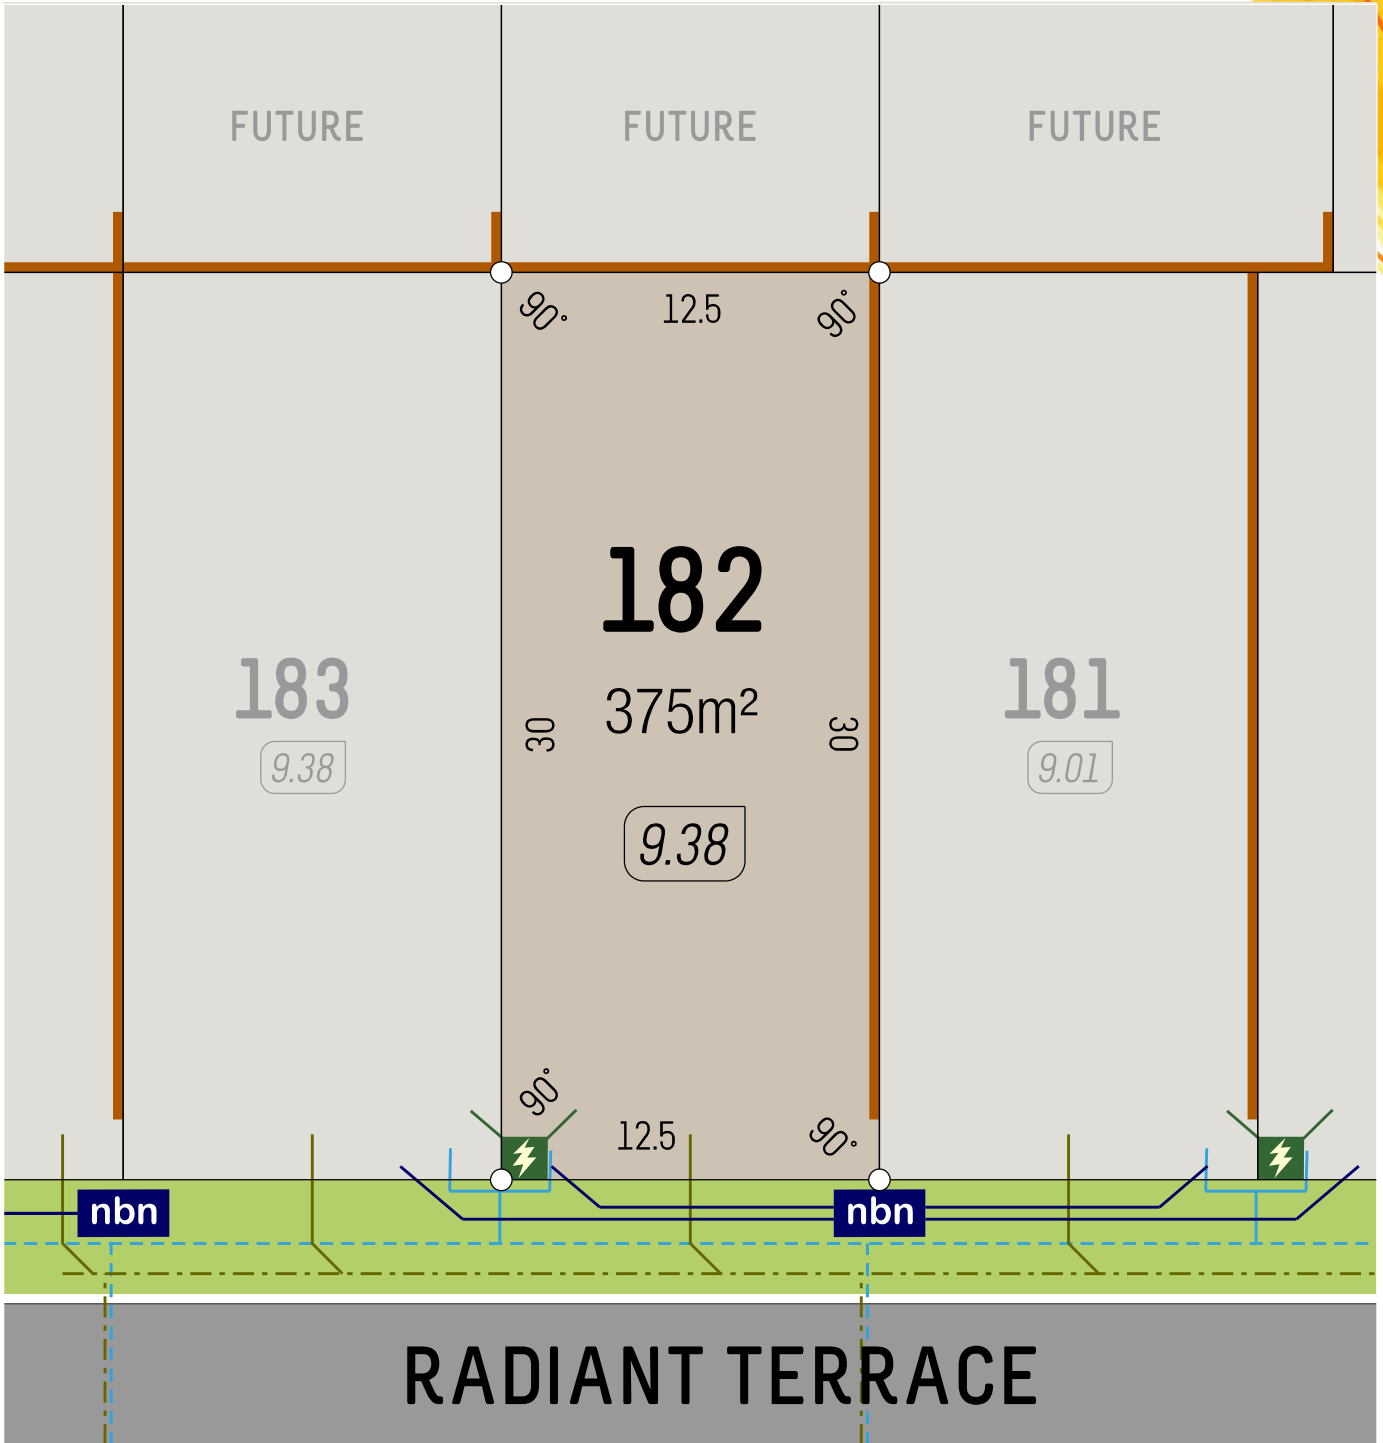 FUTURE FUTURE FUTURE
90° 12.5 90°
182
183 375m² 181
30 30
9.38 9.38 9.01
90°
12.5 90°
nbn nbn
RADIANT TERRACE